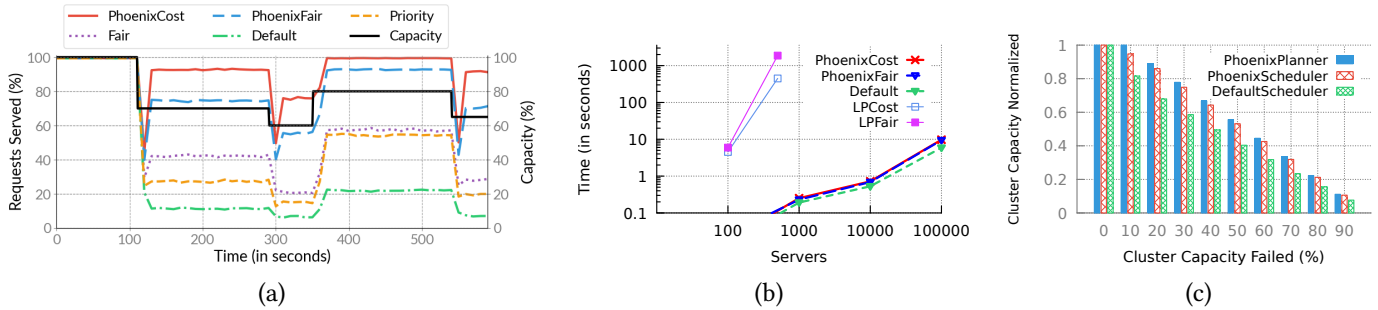 PhoenixCost PhoenixFair Priority
Fair Default Capacity
Requests Served (%)
100
80
60
40
20
0
0 100 200 300 400 500
Time (in seconds)
100
80
60
40
20
0
Capacity (%)
(a)
Time (in seconds)
1000
100
10
1
0.1
PhoenixCost
PhoenixFair
Default
LPCost
LPFair
100 1000 10000 100000
Servers
(b)
Cluster Capacity Normalized
1
0.8
0.6
0.4
0.2
0
PhoenixPlanner
PhoenixScheduler
DefaultScheduler
0 10 20 30 40 50 60 70 80 90
Cluster Capacity Failed (%)
(c)